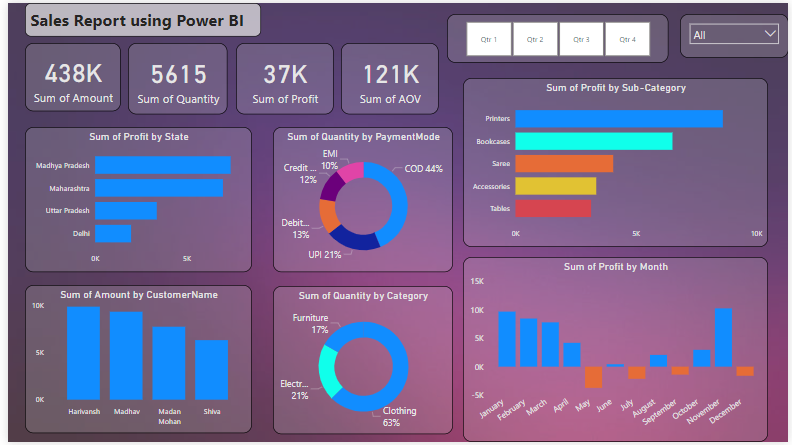 Sales Report using Power BI
Qtr 1
Qtr 2
Qtr 3
Qtr 4
All
438K
Sum of Amount
5615
Sum of Quantity
37K
Sum of Profit
121K
Sum of AOV
Sum of Profit by State
Madhya Pradesh
Maharashtra
Uttar Pradesh
Delhi
0K
5K
Sum of Quantity by PaymentMode
EMI
10%
Credit ...
12%
Debit...
13%
UPI 21%
COD 44%
Sum of Profit by Sub-Category
Printers
Bookcases
Saree
Accessories
Tables
0K
5K
10K
Sum of Amount by CustomerName
10K
5K
0K
Harivansh
Madhav
Madan
Mohan
Shiva
Sum of Quantity by Category
Furniture
17%
Electr...
21%
Clothing
63%
Sum of Profit by Month
15K
10K
5K
0K
-5K
January
February
March
April
May
June
July
August
September
October
November
December